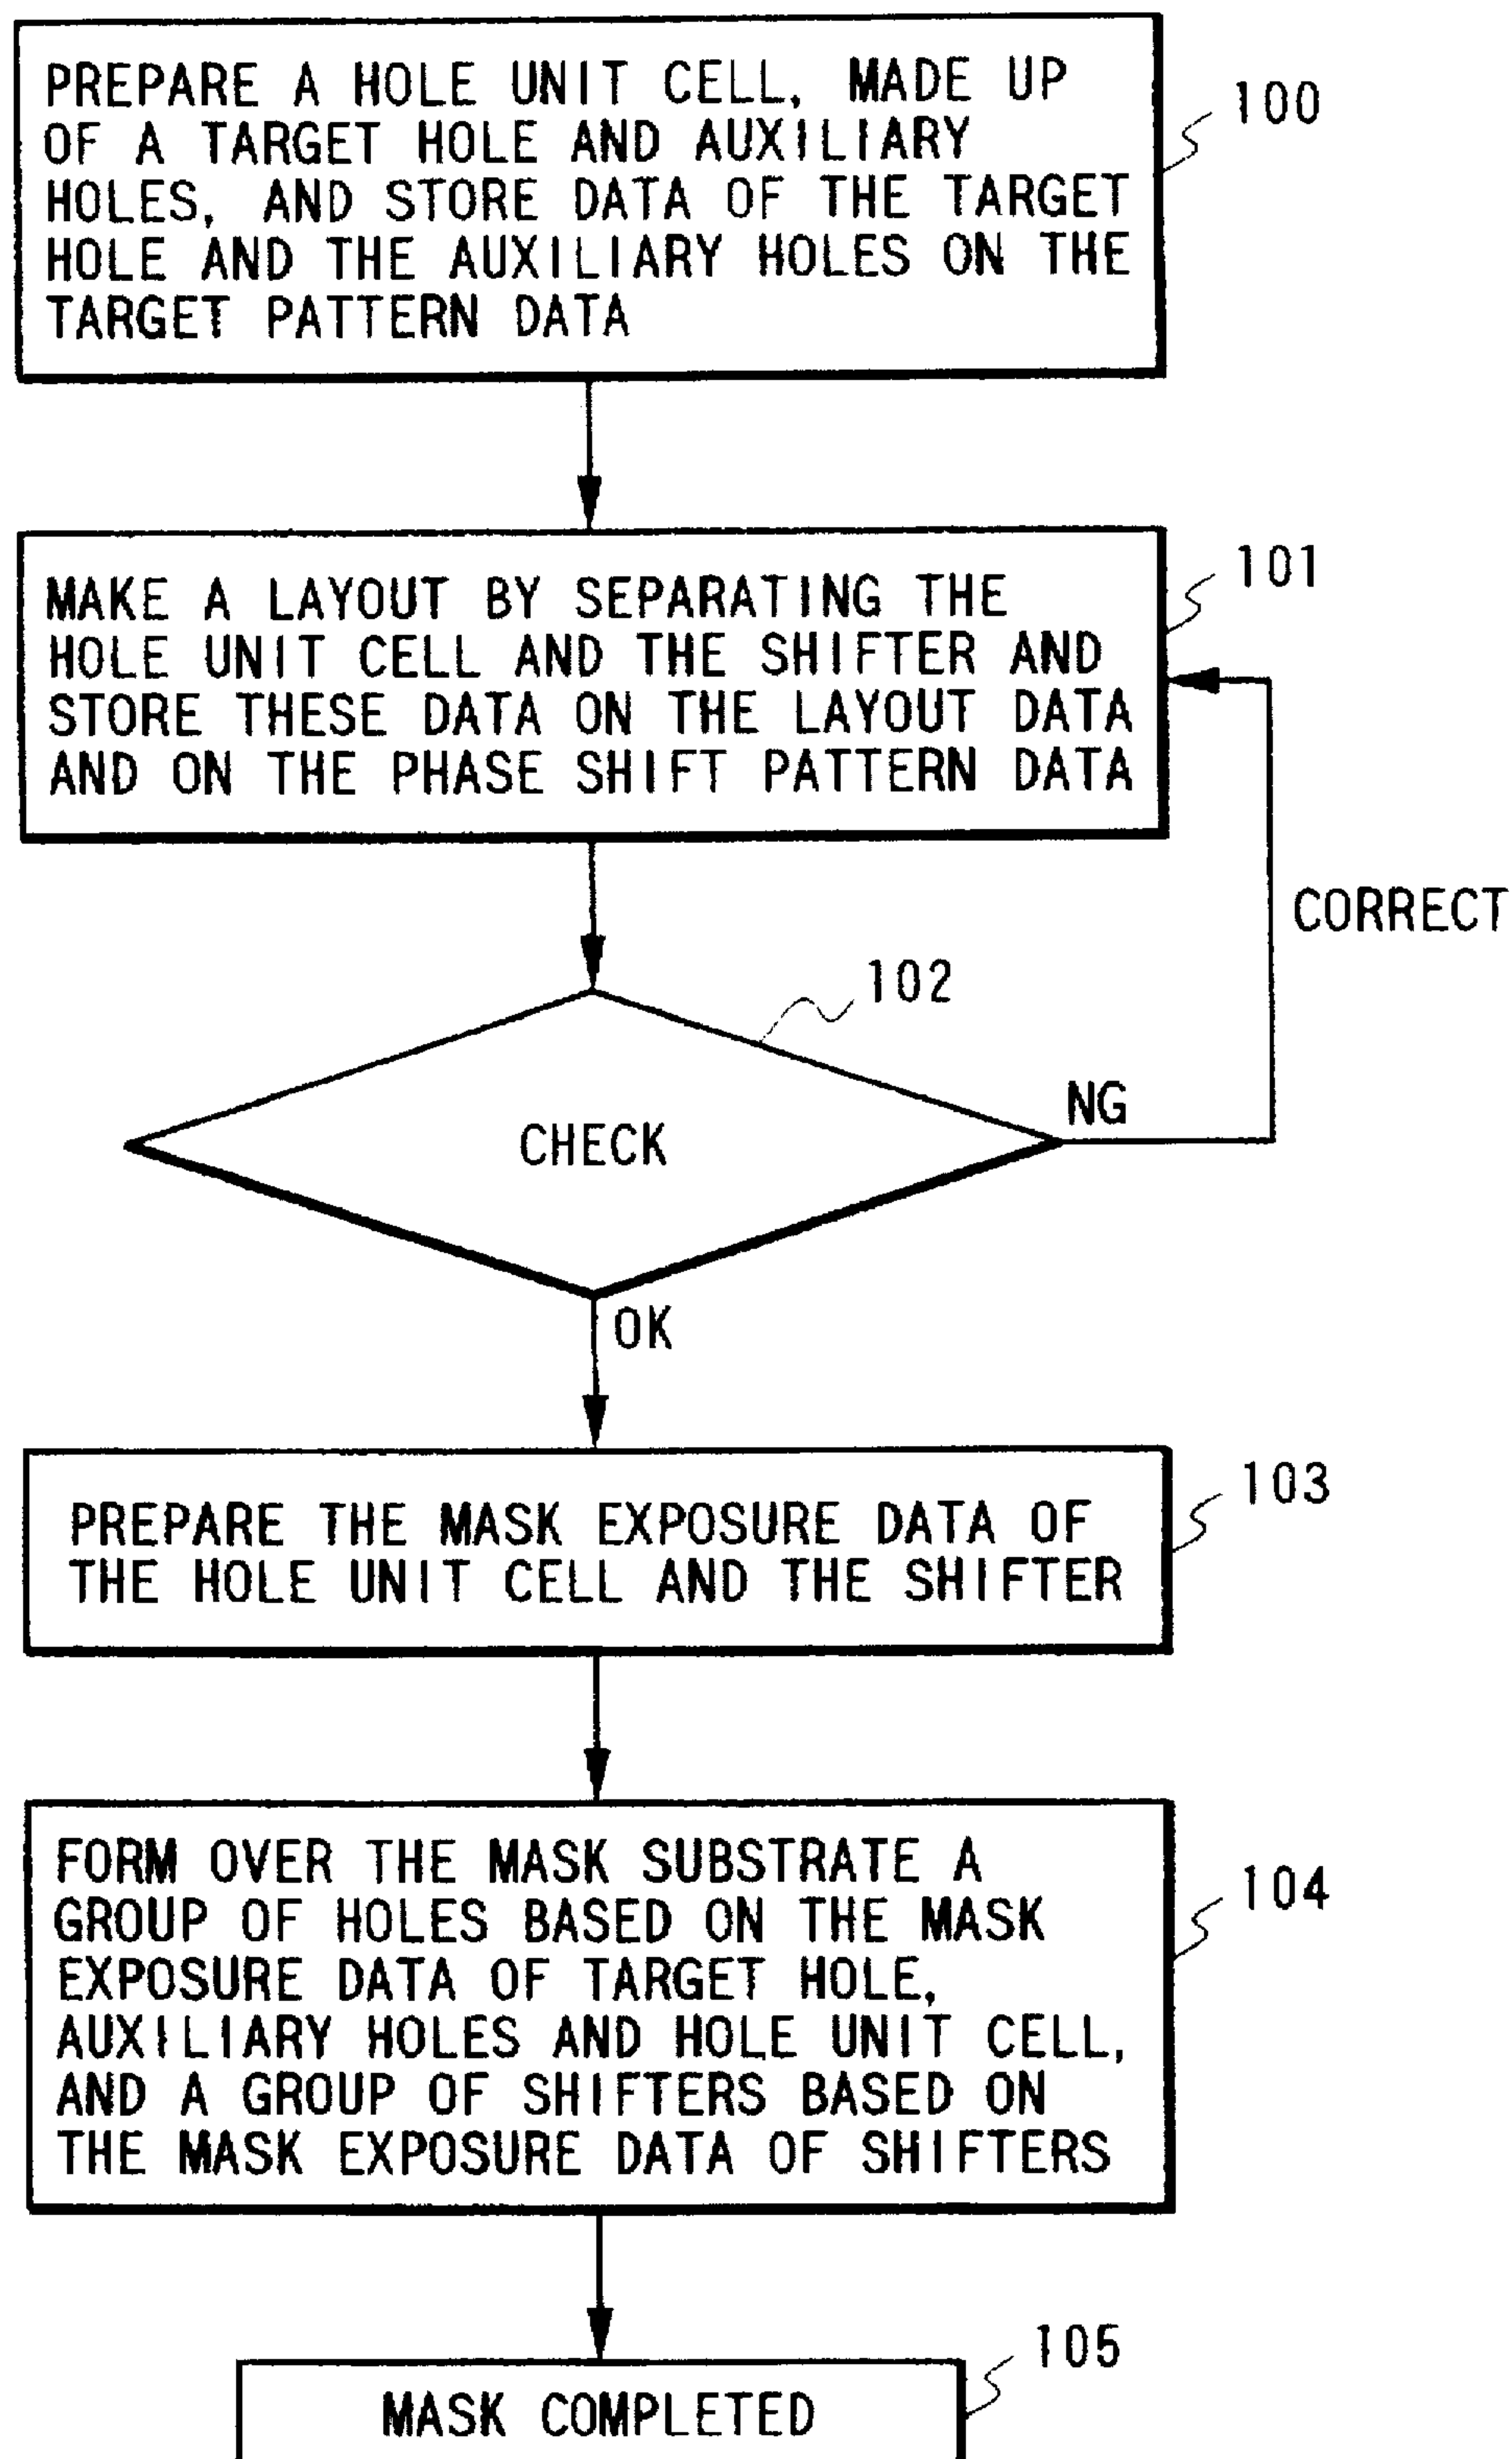 PREPARE A HOLE UNIT CELL, MADE UP
OF A TARGET HOLE AND AUXILIARY
HOLES, AND STORE DATA OF THE TARGET
HOLE AND THE AUXILIARY HOLES ON THE
TARGET PATTERN DATA
100
MAKE A LAYOUT BY SEPARATING THE
HOLE UNIT CELL AND THE SHIFTER AND
STORE THESE DATA ON THE LAYOUT DATA
AND ON THE PHASE SHIFT PATTERN DATA
101
CORRECT
102
NG
CHECK
OK
103
PREPARE THE MASK EXPOSURE DATA OF
THE HOLE UNIT CELL AND THE SHIFTER
FORM OVER THE MASK SUBSTRATE A
GROUP OF HOLES BASED ON THE MASK
EXPOSURE DATA OF TARGET HOLE,
AUXILIARY HOLES AND HOLE UNIT CELL,
AND A GROUP OF SHIFTERS BASED ON
THE MASK EXPOSURE DATA OF SHIFTERS
104
105
MASK COMPLETED